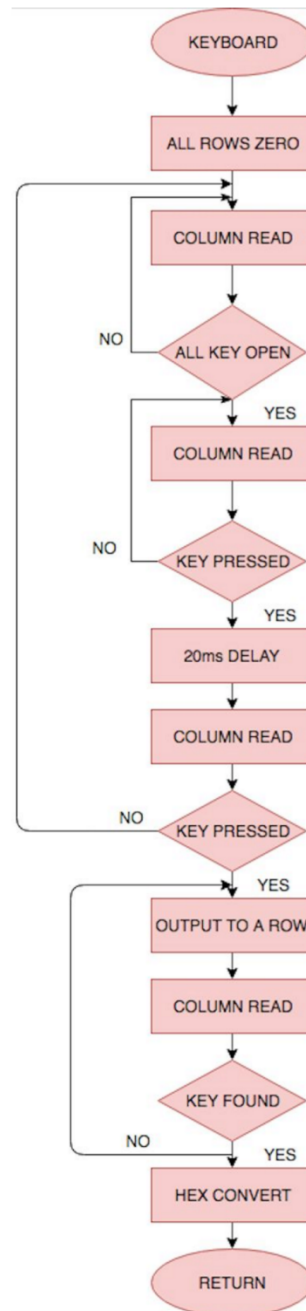 KEYBOARD
ALL ROWS ZERO
COLUMN READ
NO
ALL KEY OPEN
YES
COLUMN READ
NO
KEY PRESSED
YES
20ms DELAY
COLUMN READ
NO
KEY PRESSED
YES
OUTPUT TO A ROW
COLUMN READ
KEY FOUND
NO
YES
HEX CONVERT
RETURN